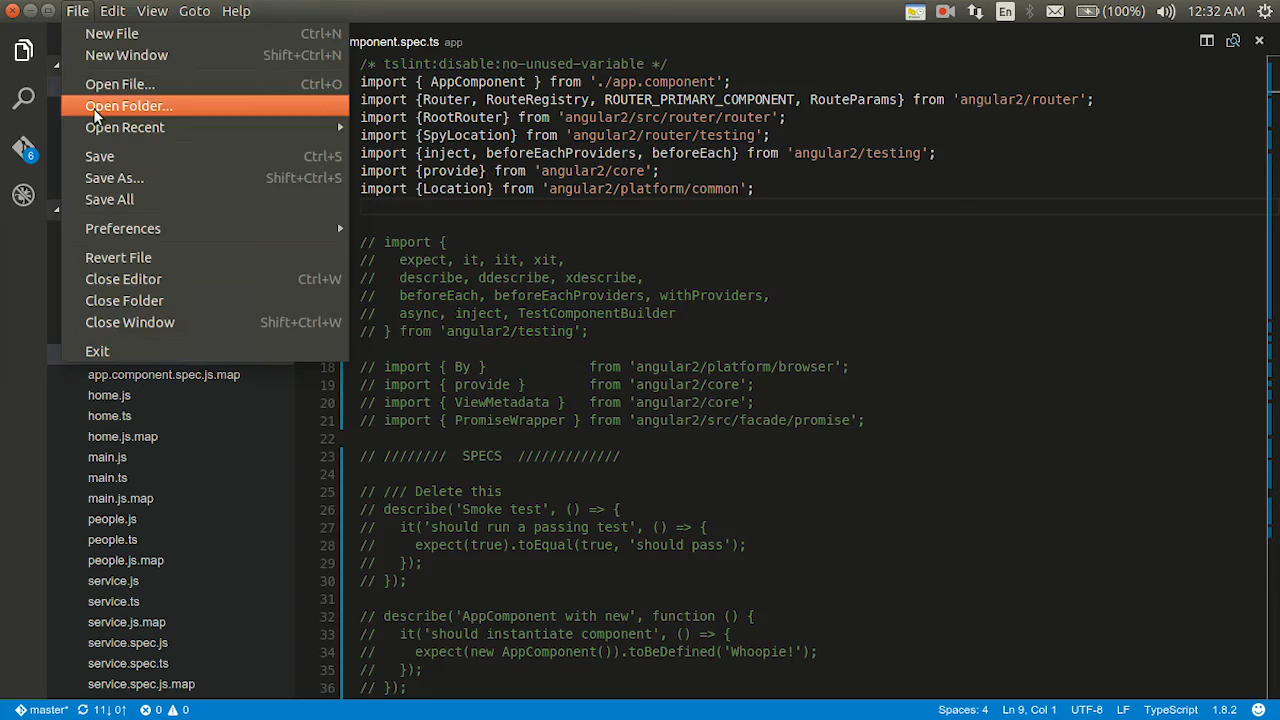 File Edit View Goto Help
En (100%) 12:32 AM
New File Ctrl+N
New Window Shift+Ctrl+N
Open File... Ctrl+O
Open Folder...
Open Recent
Save Ctrl+S
Save As... Shift+Ctrl+S
Save All
Preferences
Revert File
Close Editor Ctrl+W
Close Folder
Close Window Shift+Ctrl+W
Exit
6
app.component.spec.js.map
home.js
home.ts
home.js.map
main.js
main.ts
main.js.map
people.js
people.ts
people.js.map
service.js
service.ts
service.js.map
service.spec.js
service.spec.ts
service.spec.js.map
mponent.spec.ts app
/* tslint:disable:no-unused-variable */
import { AppComponent } from './app.component';
import {Router, RouteRegistry, ROUTER_PRIMARY_COMPONENT, RouteParams} from 'angular2/router';
import {RootRouter} from 'angular2/src/router/router';
import {SpyLocation} from 'angular2/router/testing';
import {inject, beforeEachProviders, beforeEach} from 'angular2/testing';
import {provide} from 'angular2/core';
import {Location} from 'angular2/platform/common';
// import {
//   expect, it, iit, xit,
//   describe, ddescribe, xdescribe,
//   beforeEach, beforeEachProviders, withProviders,
//   async, inject, TestComponentBuilder
// } from 'angular2/testing';
18 // import { By }             from 'angular2/platform/browser';
19 // import { provide }        from 'angular2/core';
20 // import { ViewMetadata }   from 'angular2/core';
21 // import { PromiseWrapper } from 'angular2/src/facade/promise';
22
23 // ////////  SPECS  /////////////
24
25 // /// Delete this
26 // describe('Smoke test', () => {
27 //   it('should run a passing test', () => {
28 //     expect(true).toEqual(true, 'should pass');
29 //   });
30 // });
31
32 // describe('AppComponent with new', function () {
33 //   it('should instantiate component', () => {
34 //     expect(new AppComponent()).toBeDefined('Whoopie!');
35 //   });
36 // });
master* 11↓ 0↑ 0 0 Spaces: 4 Ln 9, Col 1 UTF-8 LF TypeScript 1.8.2